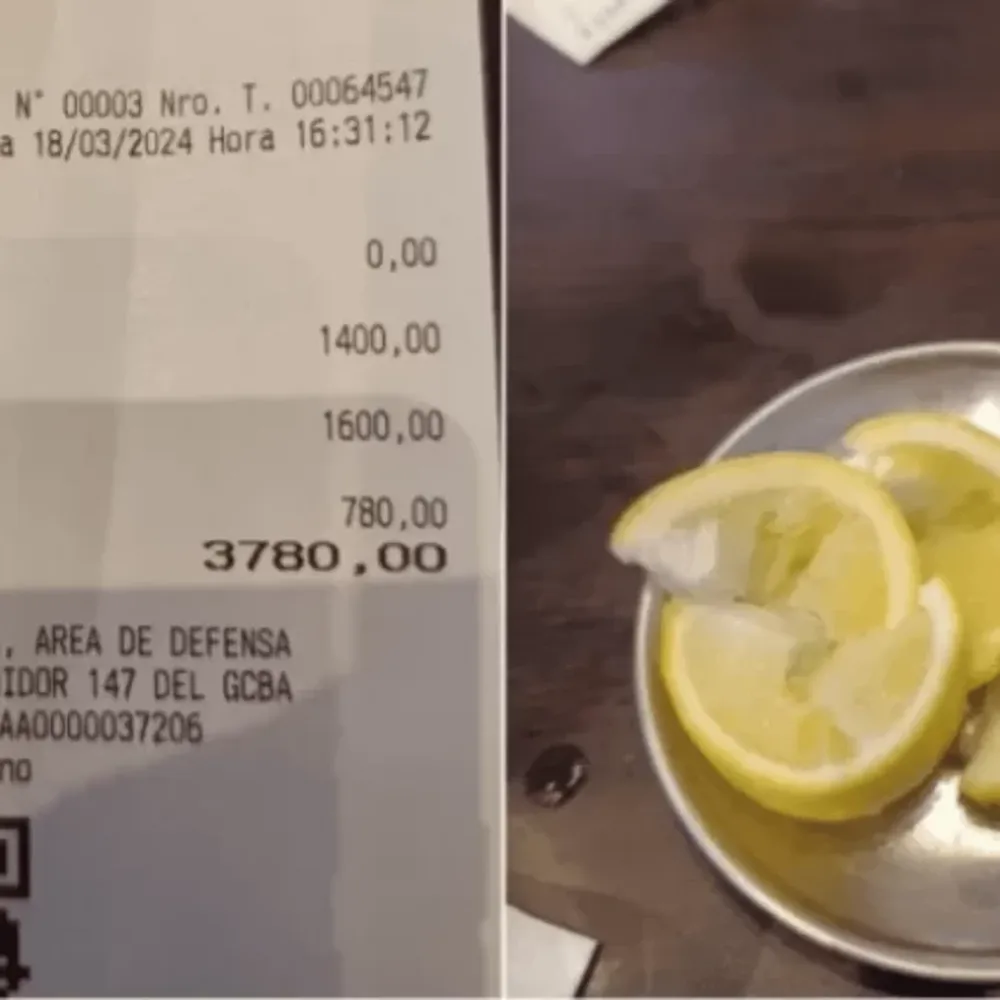 N° 00003 Nro. T. 00064547
a 18/03/2024 Hora 16:31:12
0,00
1400,00
1600,00
780,00
3780,00
, AREA DE DEFENSA
IDOR 147 DEL GCBA
AA0000037206
no